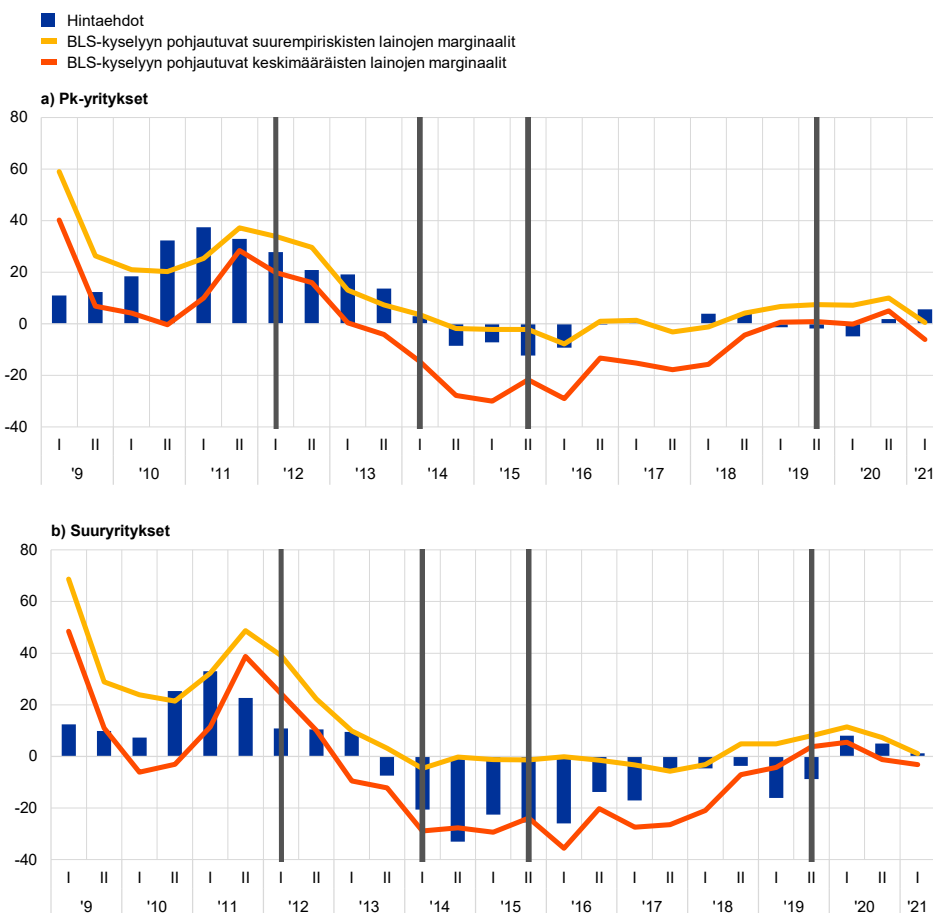 Hintaehdot
BLS-kyselyyn pohjautuvat suurempiriskisten lainojen marginaalit
BLS-kyselyyn pohjautuvat keskimääräisten lainojen marginaalit
a) Pk-yritykset
80
60
40
20
0
-20
-40
I II I II I II I II I II I II I II I II I II I II I II I II I
'9 '10 '11 '12 '13 '14 '15 '16 '17 '18 '19 '20 '21
b) Suuryritykset
80
60
40
20
0
-20
-40
I II I II I II I II I II I II I II I II I II I II I II I II I
'9 '10 '11 '12 '13 '14 '15 '16 '17 '18 '19 '20 '21